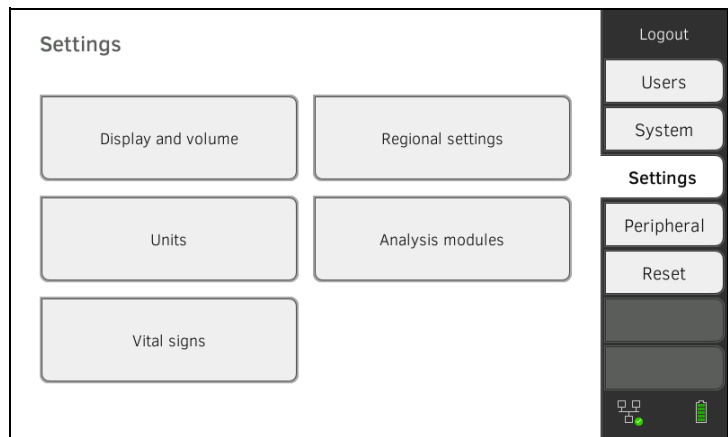 Settings
Display and volume
Regional settings
Units
Analysis modules
Vital signs
Logout
Users
System
Settings
Peripheral
Reset